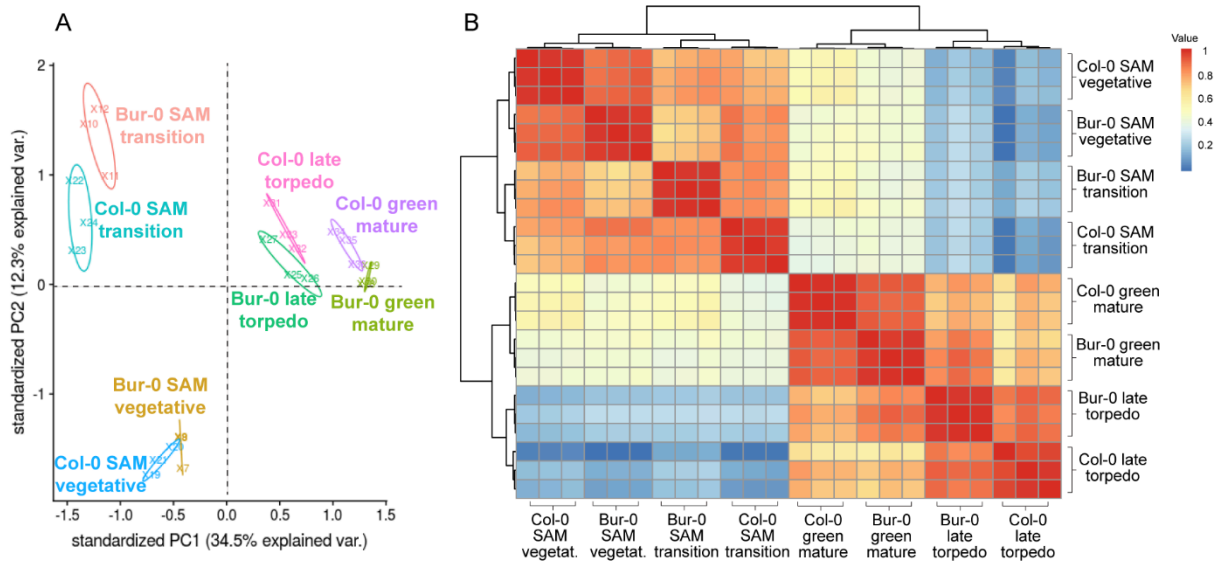 A
2
1
0
-1
standardized PC2 (12.3% explained var.)
X12
X10
X11
Bur-0 SAM
transition
X22
X24
X23
Col-0 SAM
transition
Col-0 late
torpedo
X31
X33
X32
Col-0 green
mature
X35
X27
X25
X26
X29
Bur-0 late
torpedo
Bur-0 green
mature
Bur-0 SAM
vegetative
X7
X21
X19
Col-0 SAM
vegetative
-1.5
-1.0
-0.5
0.0
0.5
1.0
1.5
standardized PC1 (34.5% explained var.)
B
Col-0 SAM
vegetative
Bur-0 SAM
vegetative
Bur-0 SAM
transition
Col-0 SAM
transition
Col-0 green
mature
Bur-0 green
mature
Bur-0 late
torpedo
Col-0 late
torpedo
Value
1
0.8
0.6
0.4
0.2
Col-0
SAM
vegetat.
Bur-0
SAM
vegetat.
Bur-0
SAM
transition
Col-0
SAM
transition
Col-0
green
mature
Bur-0
green
mature
Bur-0
late
torpedo
Col-0
late
torpedo